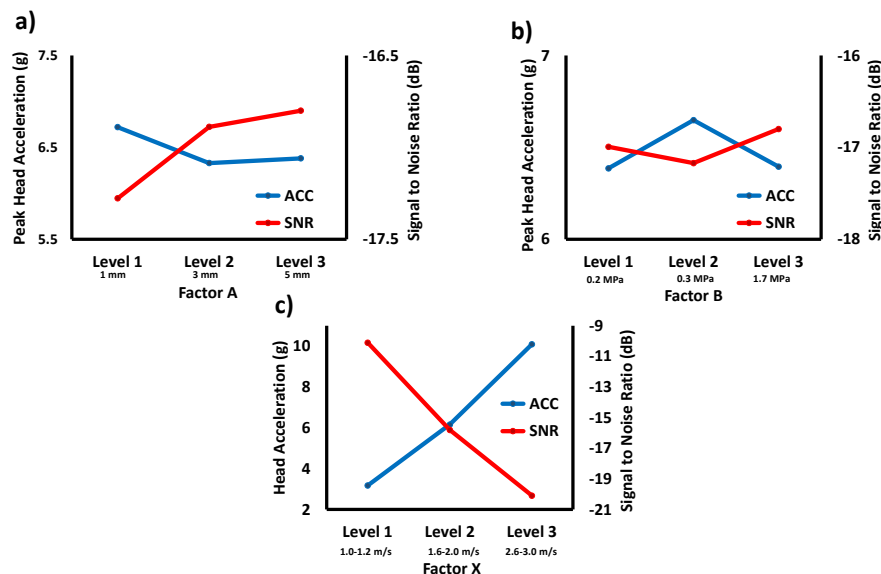 a)
7.5
6.5
5.5
Peak Head Acceleration (g)
-16.5
-17.5
Signal to Noise Ratio (dB)
ACC
SNR
Level 1 Level 2 Level 3
1 mm 3 mm 5 mm
Factor A
b)
7
6
Peak Head Acceleration (g)
-16
-17
-18
Signal to Noise Ratio (dB)
ACC
SNR
Level 1 Level 2 Level 3
0.2 MPa 0.3 MPa 1.7 MPa
Factor B
c)
10
8
6
4
2
Head Acceleration (g)
-9
-11
-13
-15
-17
-19
-21
Signal to Noise Ratio (dB)
ACC
SNR
Level 1 Level 2 Level 3
1.0-1.2 m/s 1.6-2.0 m/s 2.6-3.0 m/s
Factor X